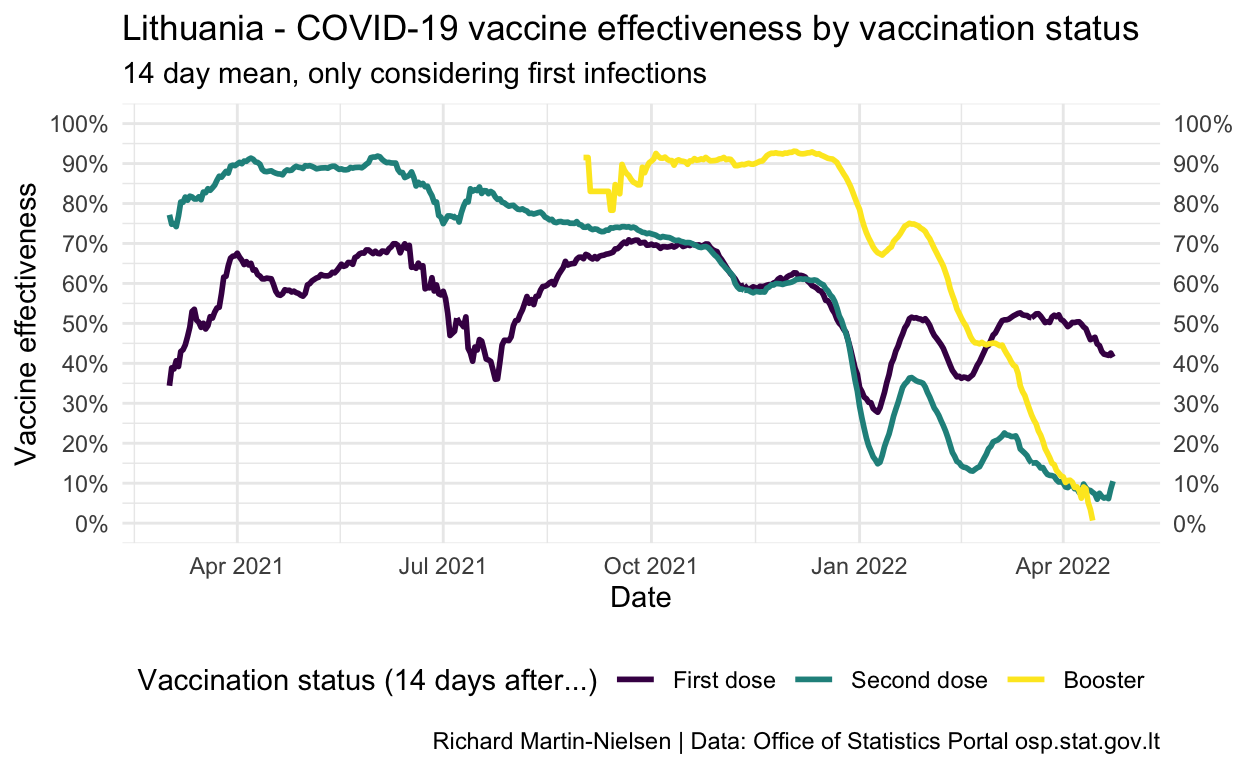 Lithuania - COVID-19 vaccine effectiveness by vaccination status
14 day mean, only considering first infections
100% 100%
90% 90%
80% 80%
70% 70%
60% 60%
50% 50%
40% 40%
30% 30%
20% 20%
10% 10%
0% 0%
Vaccine effectiveness
Apr 2021 Jul 2021 Oct 2021 Jan 2022 Apr 2022
Date
Vaccination status (14 days after...) First dose Second dose Booster
Richard Martin-Nielsen | Data: Office of Statistics Portal osp.stat.gov.lt